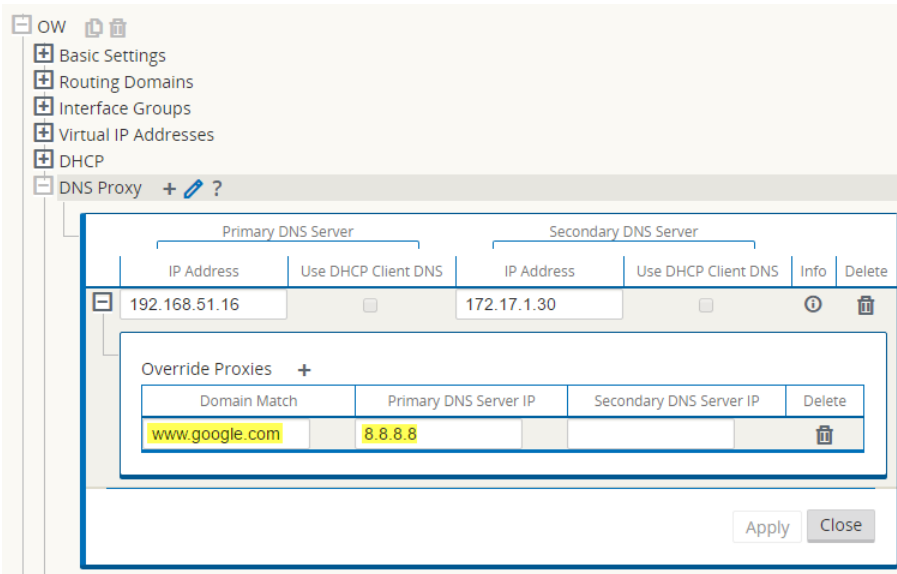 OW
Basic Settings
Routing Domains
Interface Groups
Virtual IP Addresses
DHCP
DNS Proxy + ?
Primary DNS Server Secondary DNS Server
IP Address Use DHCP Client DNS IP Address Use DHCP Client DNS Info Delete
192.168.51.16 172.17.1.30
Override Proxies +
Domain Match Primary DNS Server IP Secondary DNS Server IP Delete
www.google.com 8.8.8.8
Apply Close